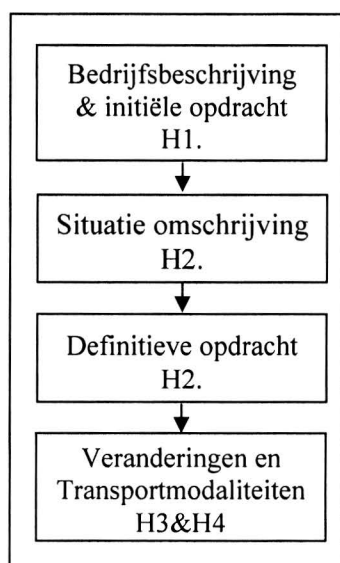 Bedrijfsbeschrijving
& initiële opdracht
H1.
Situatie omschrijving
H2.
Definitieve opdracht
H2.
Veranderingen en
Transportmodaliteiten
H3&H4